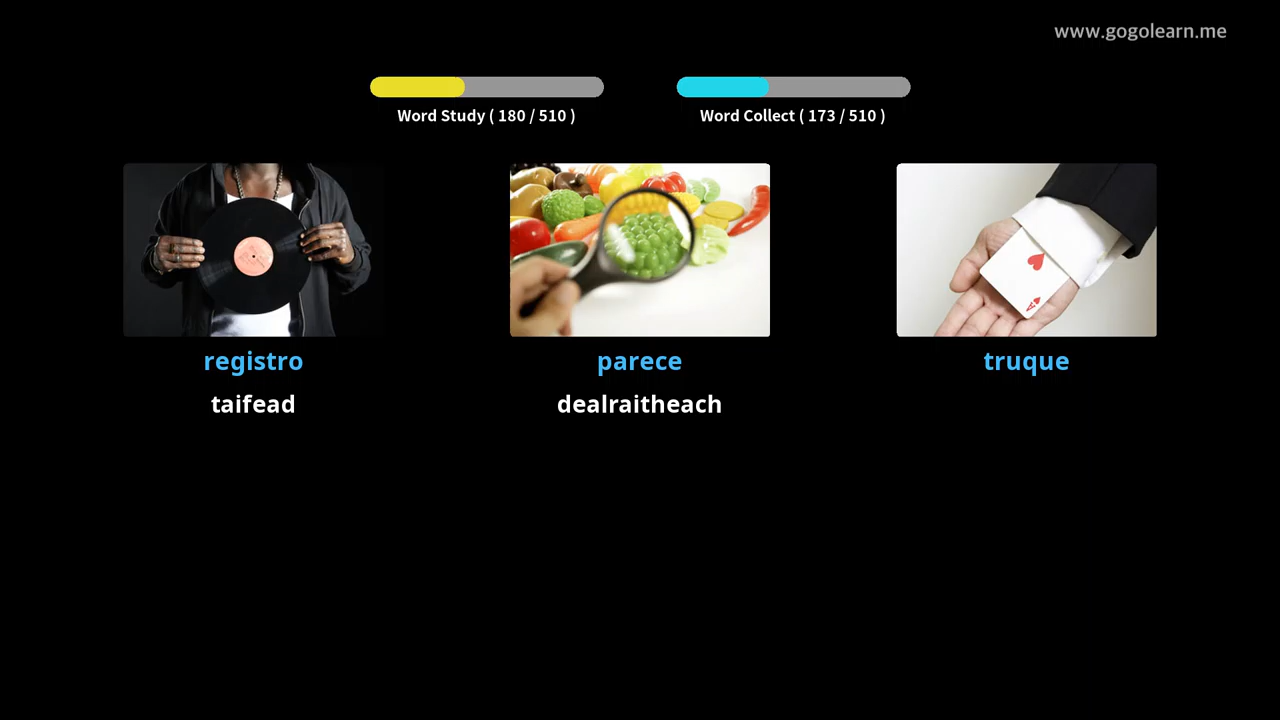 www.gogolearn.me
Word Study ( 180 / 510 )
Word Collect ( 173 / 510 )
registro
parece
truque
taifead
dealraitheach